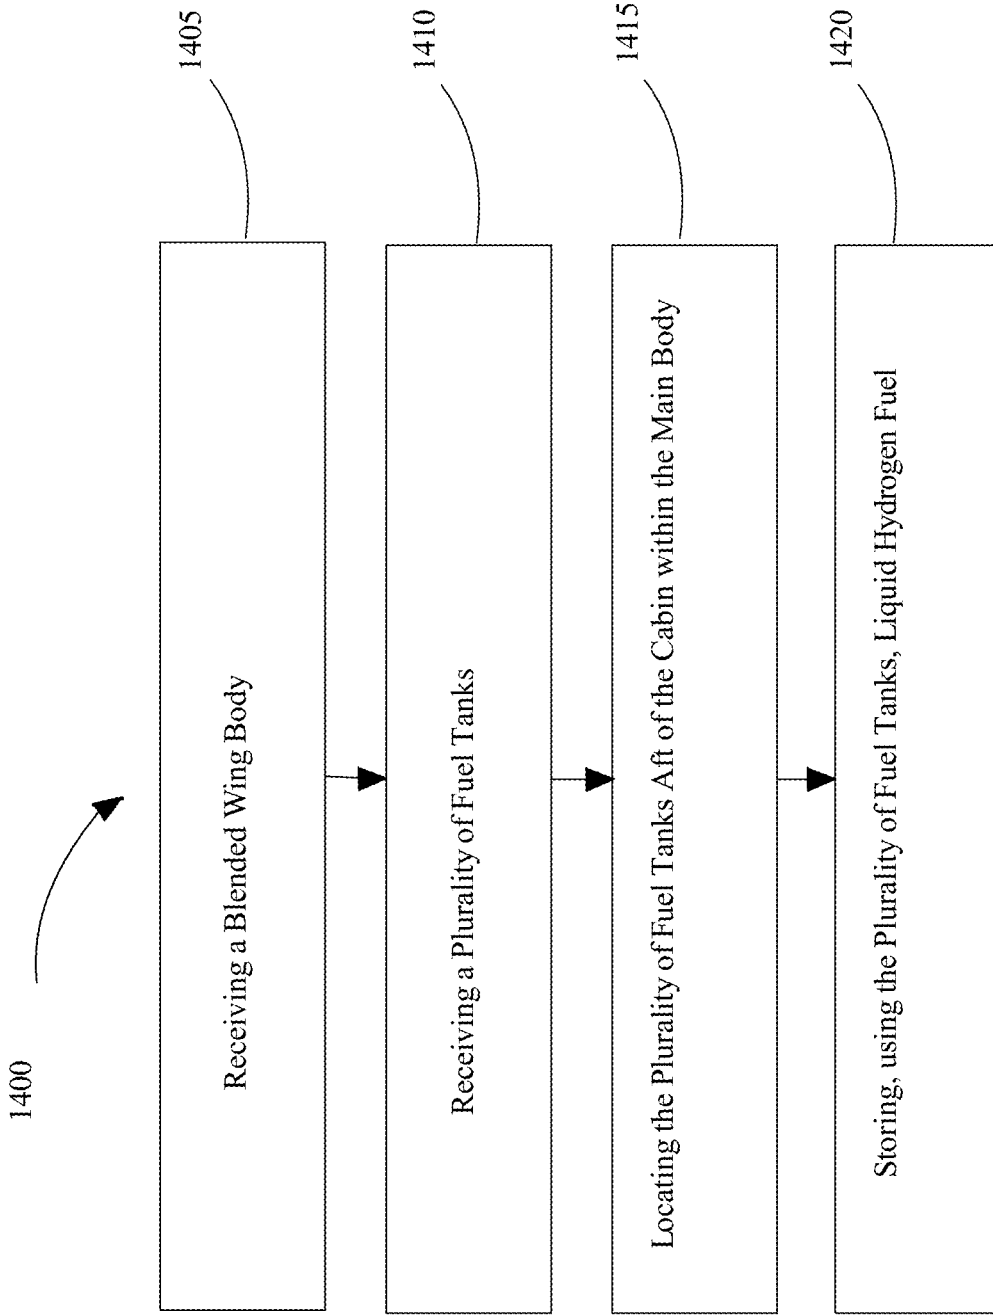 1400
Receiving a Blended Wing Body
1405
Receiving a Plurality of Fuel Tanks
1410
Locating the Plurality of Fuel Tanks Aft of the Cabin within the Main Body
1415
Storing, using the Plurality of Fuel Tanks, Liquid Hydrogen Fuel
1420